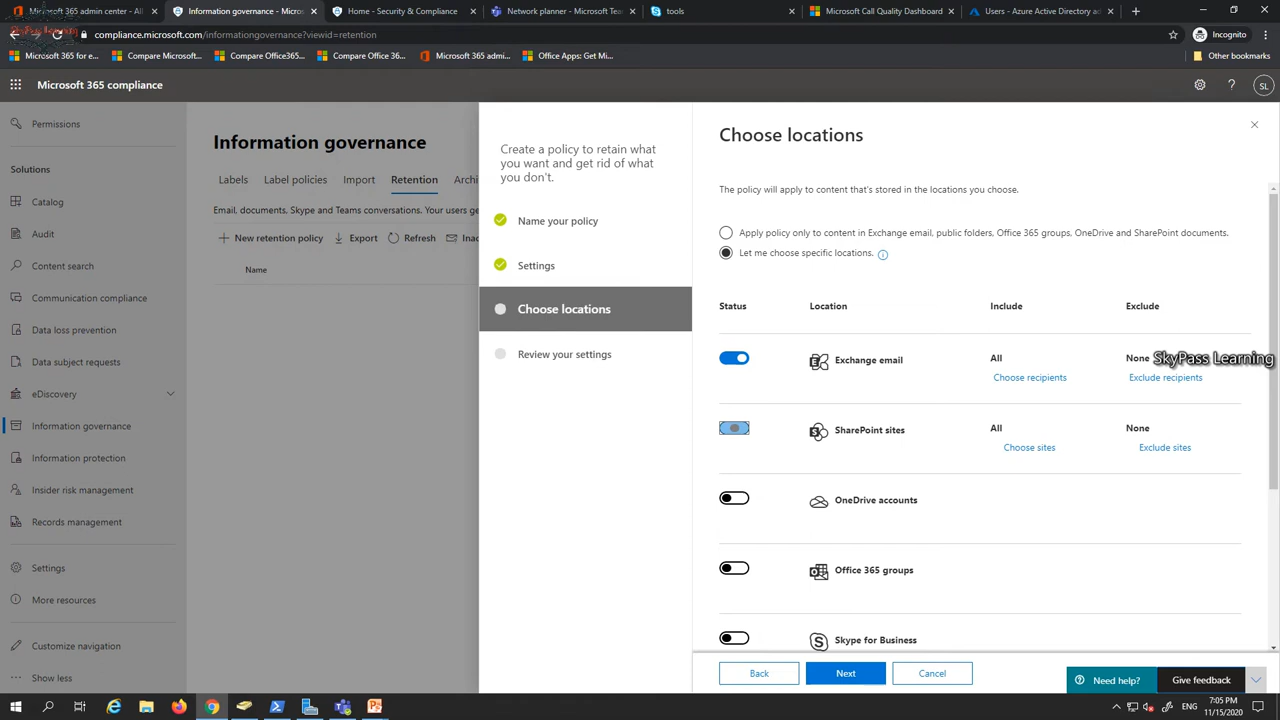 Microsoft 365 admin center - All
Information governance - Micros
Home - Security & Compliance
Network planner - Microsoft Team
tools
Microsoft Call Quality Dashboard
Users - Azure Active Directory ad
compliance.microsoft.com/informationgovernance?viewid=retention
Incognito
Microsoft 365 for e...
Compare Microsoft...
Compare Office365...
Compare Office 36...
Microsoft 365 admi...
Office Apps: Get Mi...
Other bookmarks
Microsoft 365 compliance
SL
Permissions
Solutions
Catalog
Audit
Content search
Communication compliance
Data loss prevention
Data subject requests
eDiscovery
Information governance
Information protection
Insider risk management
Records management
Settings
More resources
Customize navigation
Show less
Information governance
Labels
Label policies
Import
Retention
Archi
Email, documents, Skype and Teams conversations. Your users ge
New retention policy
Export
Refresh
Inac
Name
Create a policy to retain what
you want and get rid of what
you don't.
Name your policy
Settings
Choose locations
Review your settings
Choose locations
The policy will apply to content that's stored in the locations you choose.
Apply policy only to content in Exchange email, public folders, Office 365 groups, OneDrive and SharePoint documents.
Let me choose specific locations.
Status
Location
Include
Exclude
Exchange email
All
None
SkyPass Learning
Choose recipients
Exclude recipients
SharePoint sites
All
None
Choose sites
Exclude sites
OneDrive accounts
Office 365 groups
Skype for Business
Back
Next
Cancel
Need help?
Give feedback
ENG
7:05 PM
11/15/2020